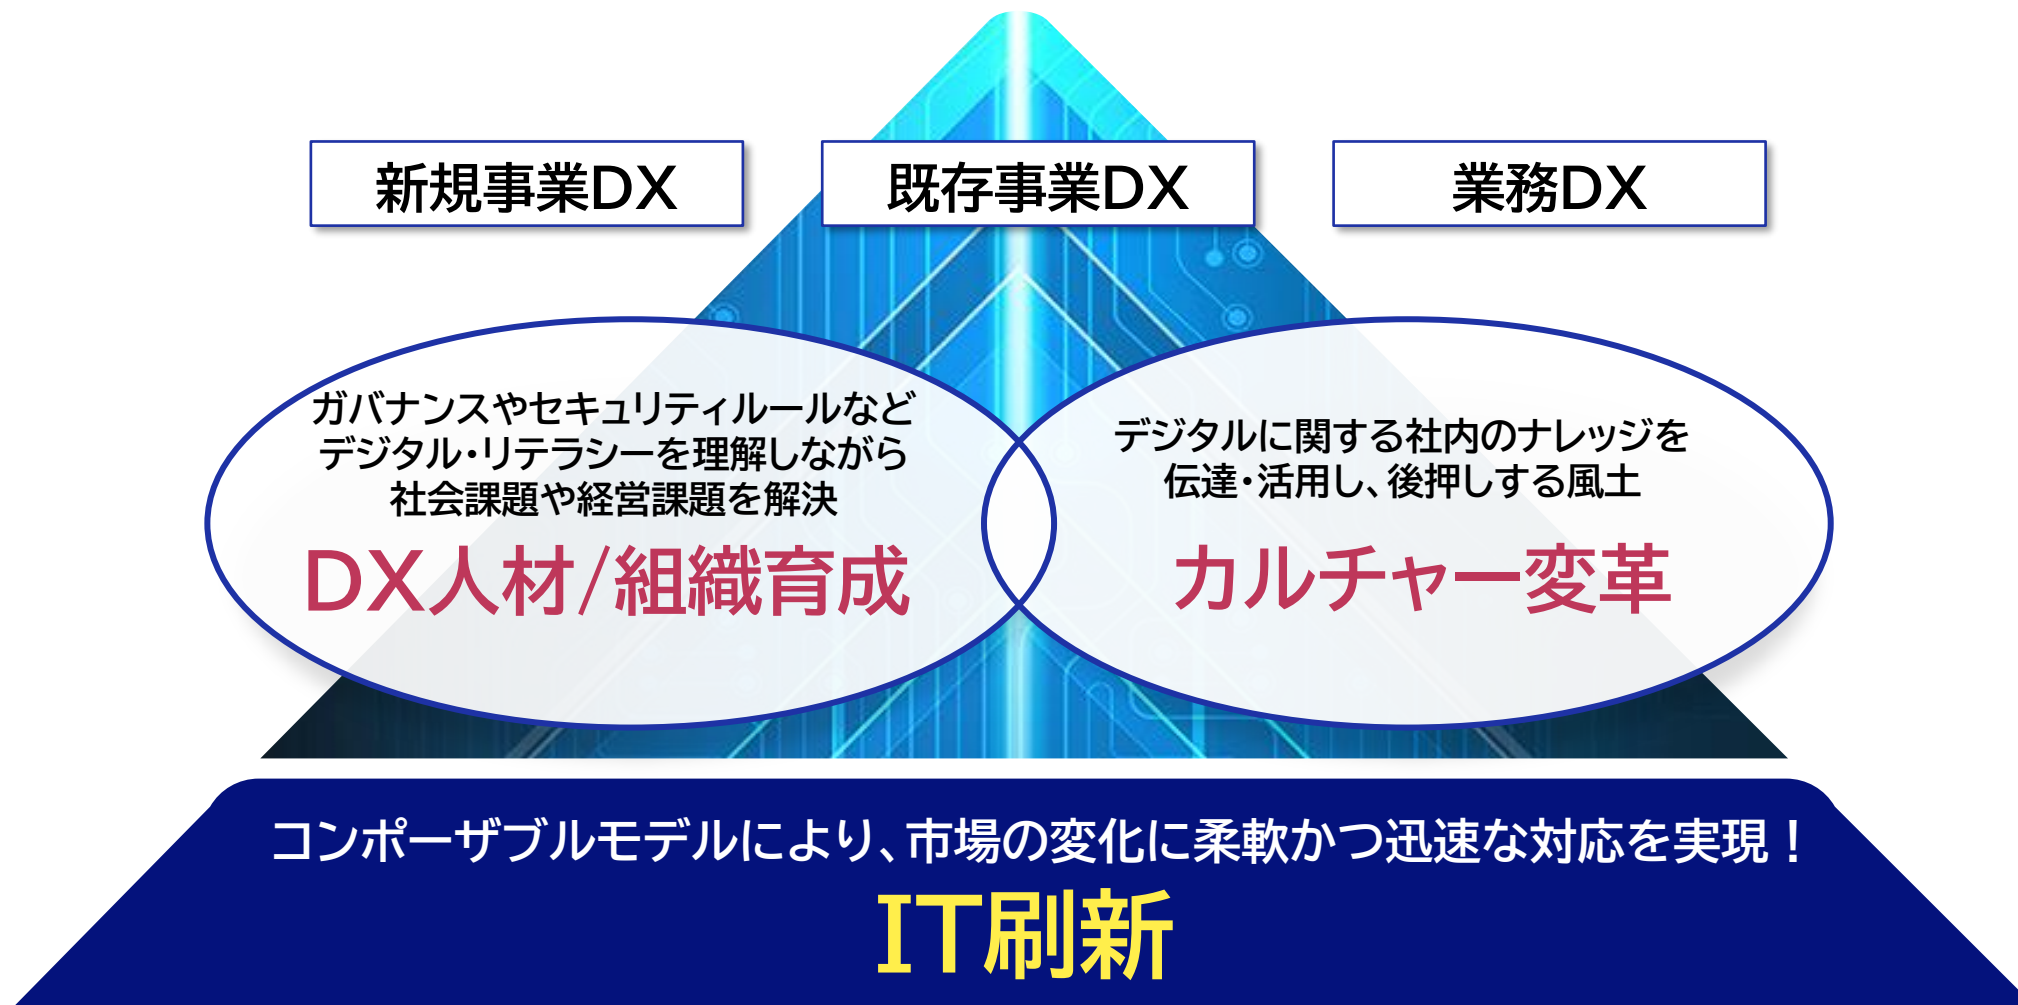 新規事業DX
既存事業DX
業務DX
ガバナンスやセキュリティルールなど
デジタル・リテラシーを理解しながら
社会課題や経営課題を解決
DX人材/組織育成
デジタルに関する社内のナレッジを
伝達・活用し、後押しする風土
カルチャー変革
コンポーザブルモデルにより、市場の変化に柔軟かつ迅速な対応を実現！
IT刷新